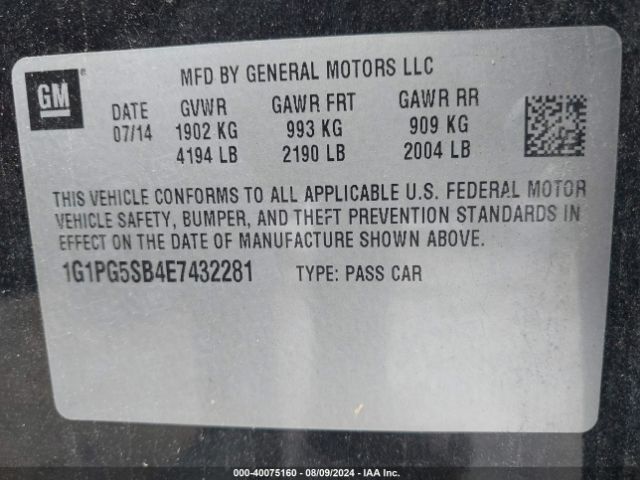 GM ®
MFD BY GENERAL MOTORS LLC
DATE GVWR GAWR FRT GAWR RR
07/14 1902 KG 993 KG 909 KG
4194 LB 2190 LB 2004 LB
THIS VEHICLE CONFORMS TO ALL APPLICABLE U.S. FEDERAL MOTOR
VEHICLE SAFETY, BUMPER, AND THEFT PREVENTION STANDARDS IN
EFFECT ON THE DATE OF MANUFACTURE SHOWN ABOVE.
1G1PG5SB4E7432281 TYPE: PASS CAR
000-40075160 - 08/09/2024 - IAA Inc.